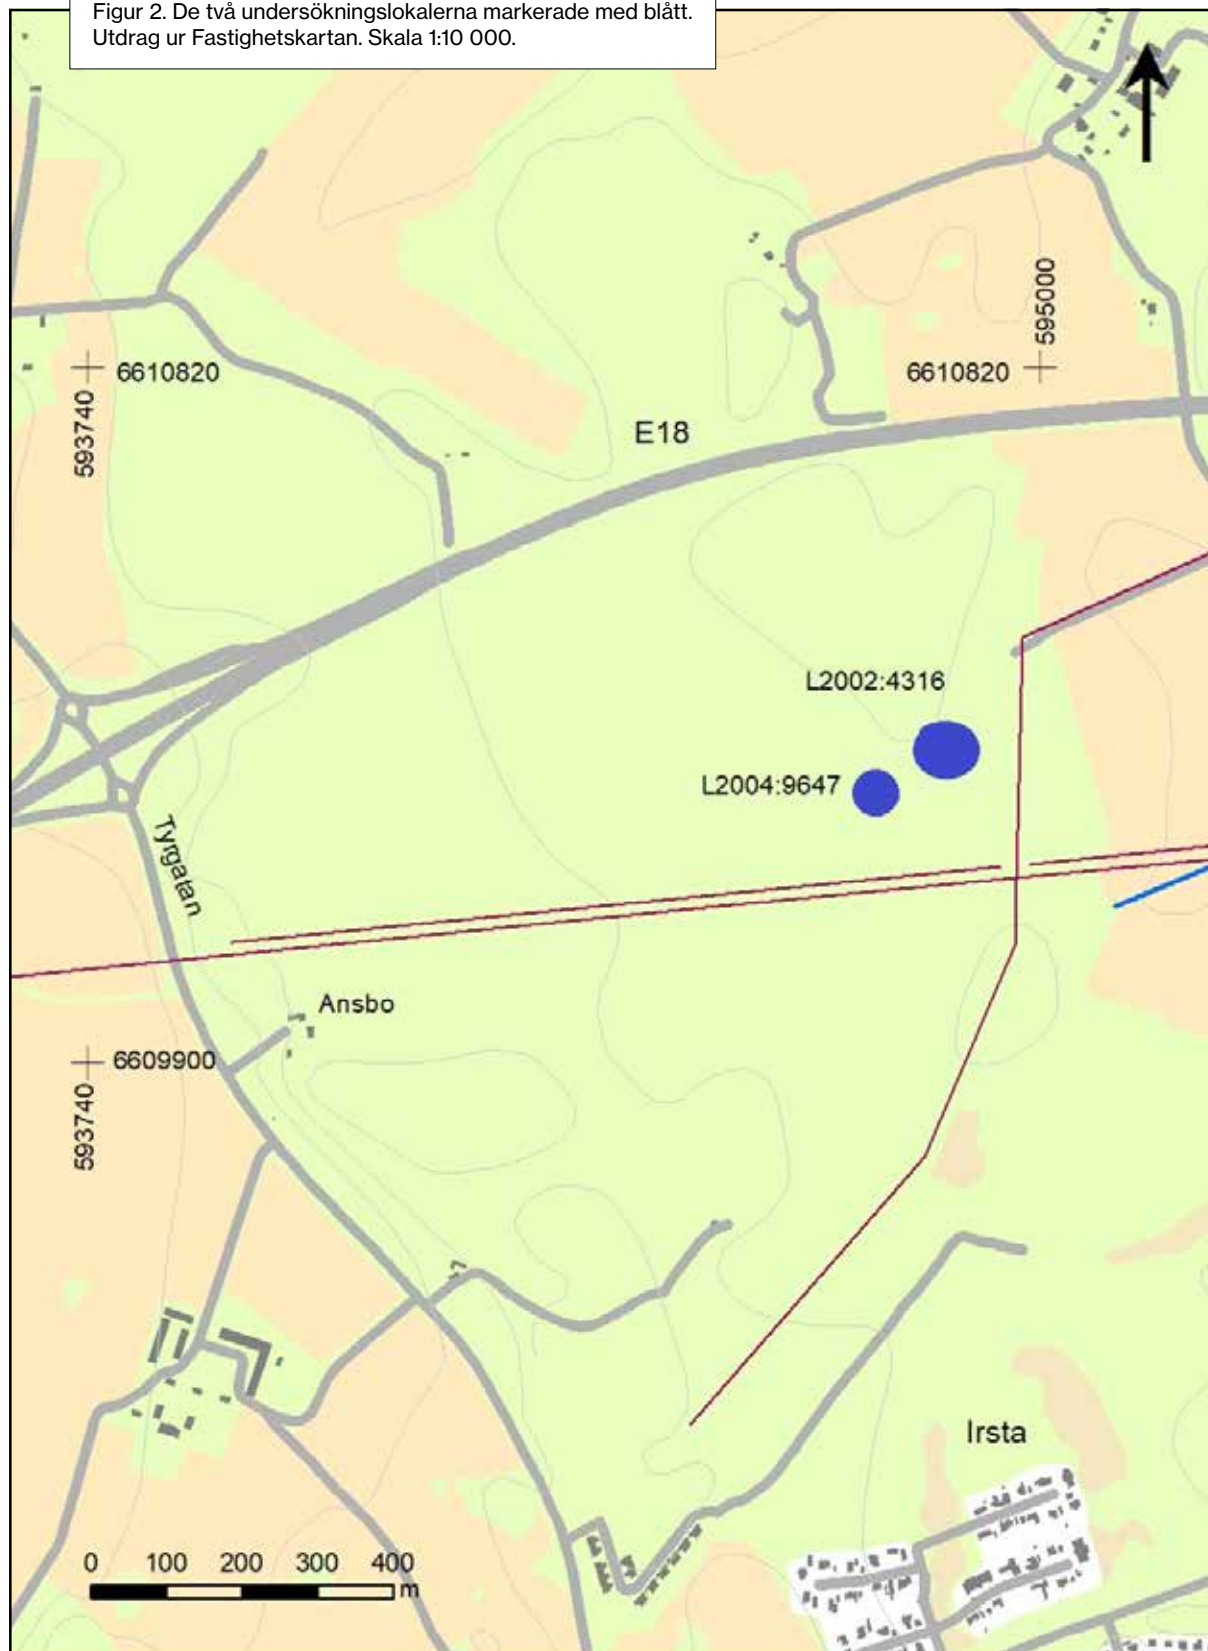 Figur 2. De två undersökningslokalerna markerade med blått.
Utdrag ur Fastighetskartan. Skala 1:10 000.
595000
6610820
6610820
593740
E18
L2002:4316
L2004:9647
Tyrgatan
Ansbo
6609900
593740
Irsta
0 100 200 300 400
m